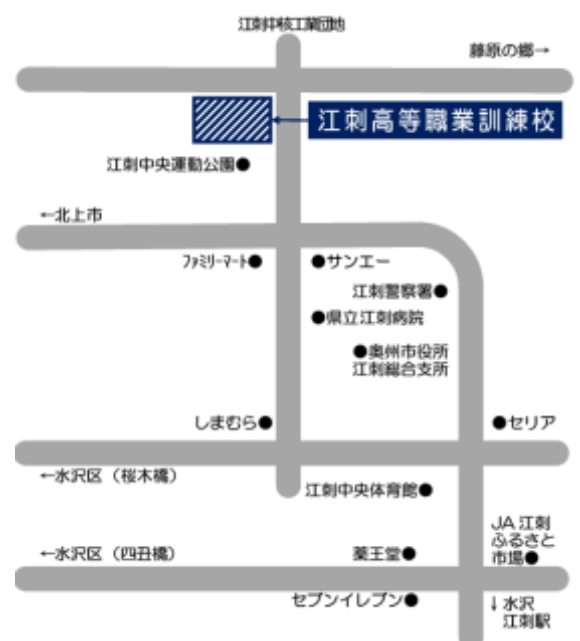 江刺中核工業団地
藤原の郷→
江刺高等職業訓練校
江刺中央運動公園●
←北上市
ﾌｧﾐﾘｰﾏｰﾄ●
●サンエー
江刺警察署●
●県立江刺病院
●奥州市役所
江刺総合支所
しまむら●
●セリア
←水沢区（桜木橋）
江刺中央体育館●
JA江刺
ふるさと
市場●
←水沢区（四丑橋）
薬王堂●
セブンイレブン●
↓水沢
江刺駅